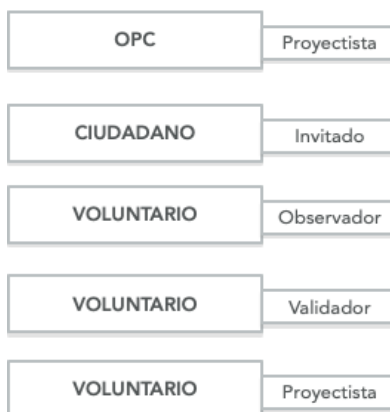 OPC
Proyectista
CIUDADANO
Invitado
VOLUNTARIO
Observador
VOLUNTARIO
Validador
VOLUNTARIO
Proyectista